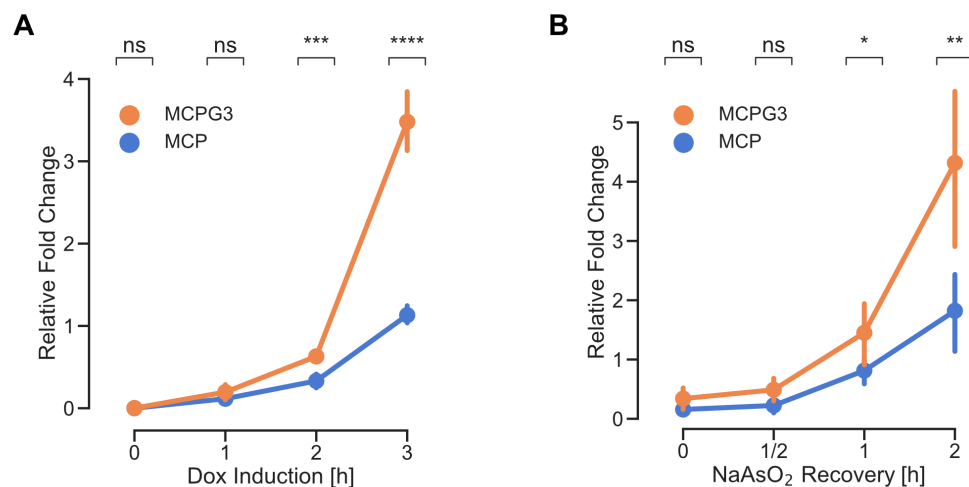 A
ns ns *** ****
4
3
2
1
0
Relative Fold Change
MCPG3
MCP
0 1 2 3
Dox Induction [h]
B
ns ns * **
5
4
3
2
1
0
Relative Fold Change
MCPG3
MCP
0 1/2 1 2
NaAsO₂ Recovery [h]